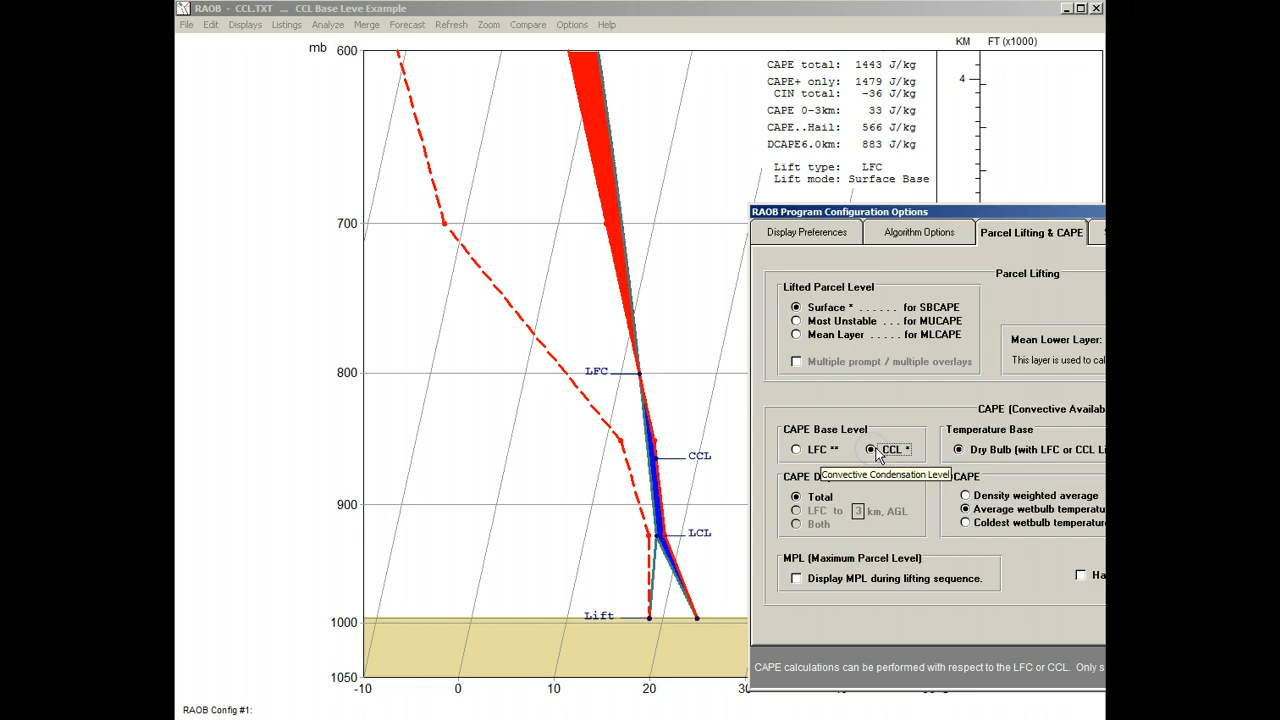 RAOB - CCL.TXT ... CCL Base Leve Example
File Edit Displays Listings Analyze Merge Forecast Refresh Zoom Compare Options Help
mb
KM FT (x1000)
600
4
CAPE total: 1443 J/kg
CAPE+ only: 1479 J/kg
CIN total: -36 J/kg
CAPE 0-3km: 33 J/kg
CAPE..Hail: 566 J/kg
DCAPE6.0km: 883 J/kg
Lift type: LFC
Lift mode: Surface Base
700
800
900
1000
1050
LFC
CCL
LCL
Lift
-10 0 10 20
RAOB Program Configuration Options
Display Preferences Algorithm Options Parcel Lifting & CAPE
Parcel Lifting
Lifted Parcel Level
Surface * . . . . . . for SBCAPE
Most Unstable . . . for MUCAPE
Mean Layer . . . . . for MLCAPE
Multiple prompt / multiple overlays
Mean Lower Layer:
This layer is used to cal
CAPE (Convective Availab
CAPE Base Level
LFC ** CCL *
Convective Condensation Level
Temperature Base
Dry Bulb (with LFC or CCL Li
CAPE D
Total
LFC to 3 km, AGL
Both
DCAPE
Density weighted average
Average wetbulb temperatu
Coldest wetbulb temperatur
MPL (Maximum Parcel Level)
Display MPL during lifting sequence.
Ha
CAPE calculations can be performed with respect to the LFC or CCL. Only s
RAOB Config #1: